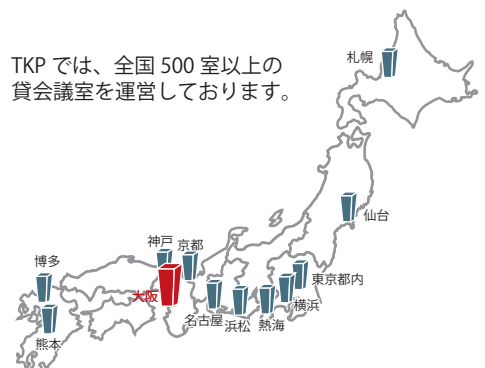 TKP では、全国 500 室以上の
貸会議室を運営しております。
札幌
仙台
神戸
京都
博多
大阪
東京都内
横浜
名古屋
浜松
熱海
熊本